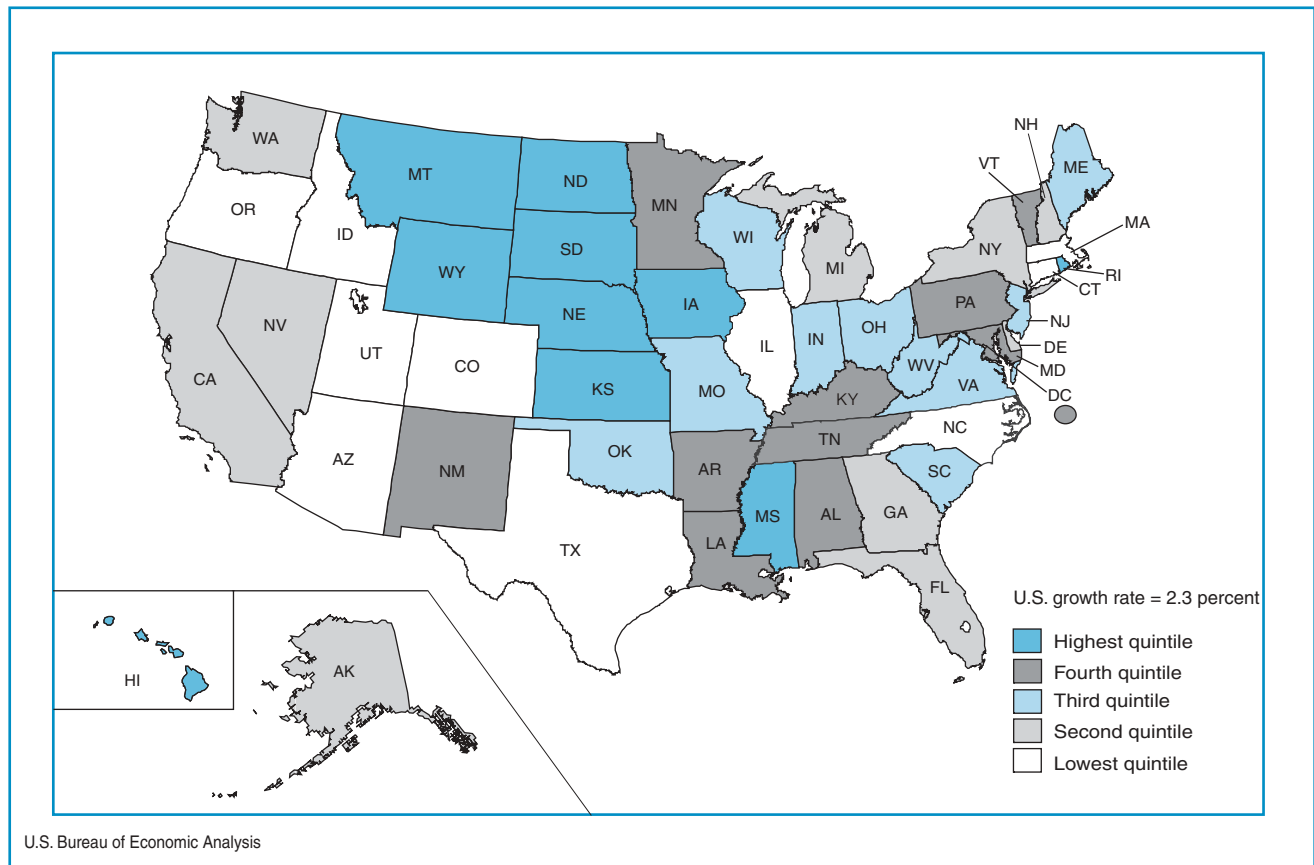 WA
MT
ND
MN
OR
ID
SD
WI
WY
MI
NY
VT
NH
ME
MA
RI
CT
NE
IA
PA
NJ
NV
UT
CO
IL
IN
OH
DE
MD
CA
KS
MO
WV
VA
DC
KY
AZ
NM
OK
AR
TN
NC
SC
MS
AL
GA
TX
LA
FL
HI
AK
U.S. growth rate = 2.3 percent
Highest quintile
Fourth quintile
Third quintile
Second quintile
Lowest quintile
U.S. Bureau of Economic Analysis